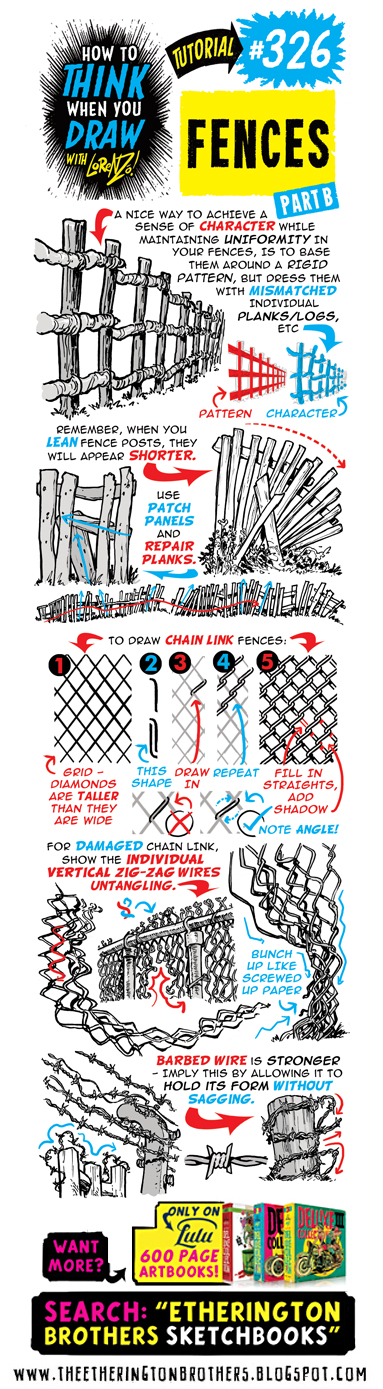 HOW TO
THINK
WHEN YOU
DRAW
WITH LORENZO!
TUTORIAL
#326
FENCES
PART B
A NICE WAY TO ACHIEVE A
SENSE OF CHARACTER WHILE
MAINTAINING UNIFORMITY IN
YOUR FENCES, IS TO BASE
THEM AROUND A RIGID
PATTERN, BUT DRESS THEM
WITH MISMATCHED
INDIVIDUAL
PLANKS/LOGS,
ETC
PATTERN
CHARACTER
REMEMBER, WHEN YOU
LEAN FENCE POSTS, THEY
WILL APPEAR SHORTER.
USE
PATCH
PANELS
AND
REPAIR
PLANKS.
TO DRAW CHAIN LINK FENCES:
1
2
3
4
5
GRID -
DIAMONDS
ARE TALLER
THAN THEY
ARE WIDE
THIS
SHAPE
DRAW
IN
REPEAT
FILL IN
STRAIGHTS,
ADD
SHADOW
NOTE ANGLE!
FOR DAMAGED CHAIN LINK,
SHOW THE INDIVIDUAL
VERTICAL ZIG-ZAG WIRES
UNTANGLING.
BUNCH
UP LIKE
SCREWED
UP PAPER
BARBED WIRE IS STRONGER
- IMPLY THIS BY ALLOWING IT TO
HOLD ITS FORM WITHOUT
SAGGING.
WANT
MORE?
ONLY ON
Lulu
600 PAGE
ARTBOOKS!
DELUXE
III
SEARCH: "ETHERINGTON
BROTHERS SKETCHBOOKS"
WWW.THEETHERINGTONBROTHERS.BLOGSPOT.COM